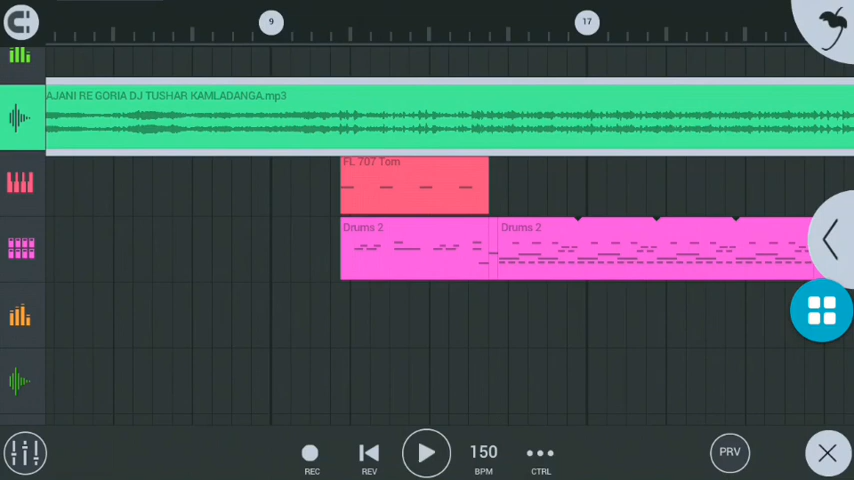 9
17
AJANI RE GORIA DJ TUSHAR KAMLADANGA.mp3
FL 707 Tom
Drums 2
Drums 2
150
PRV
REC
REV
BPM
CTRL